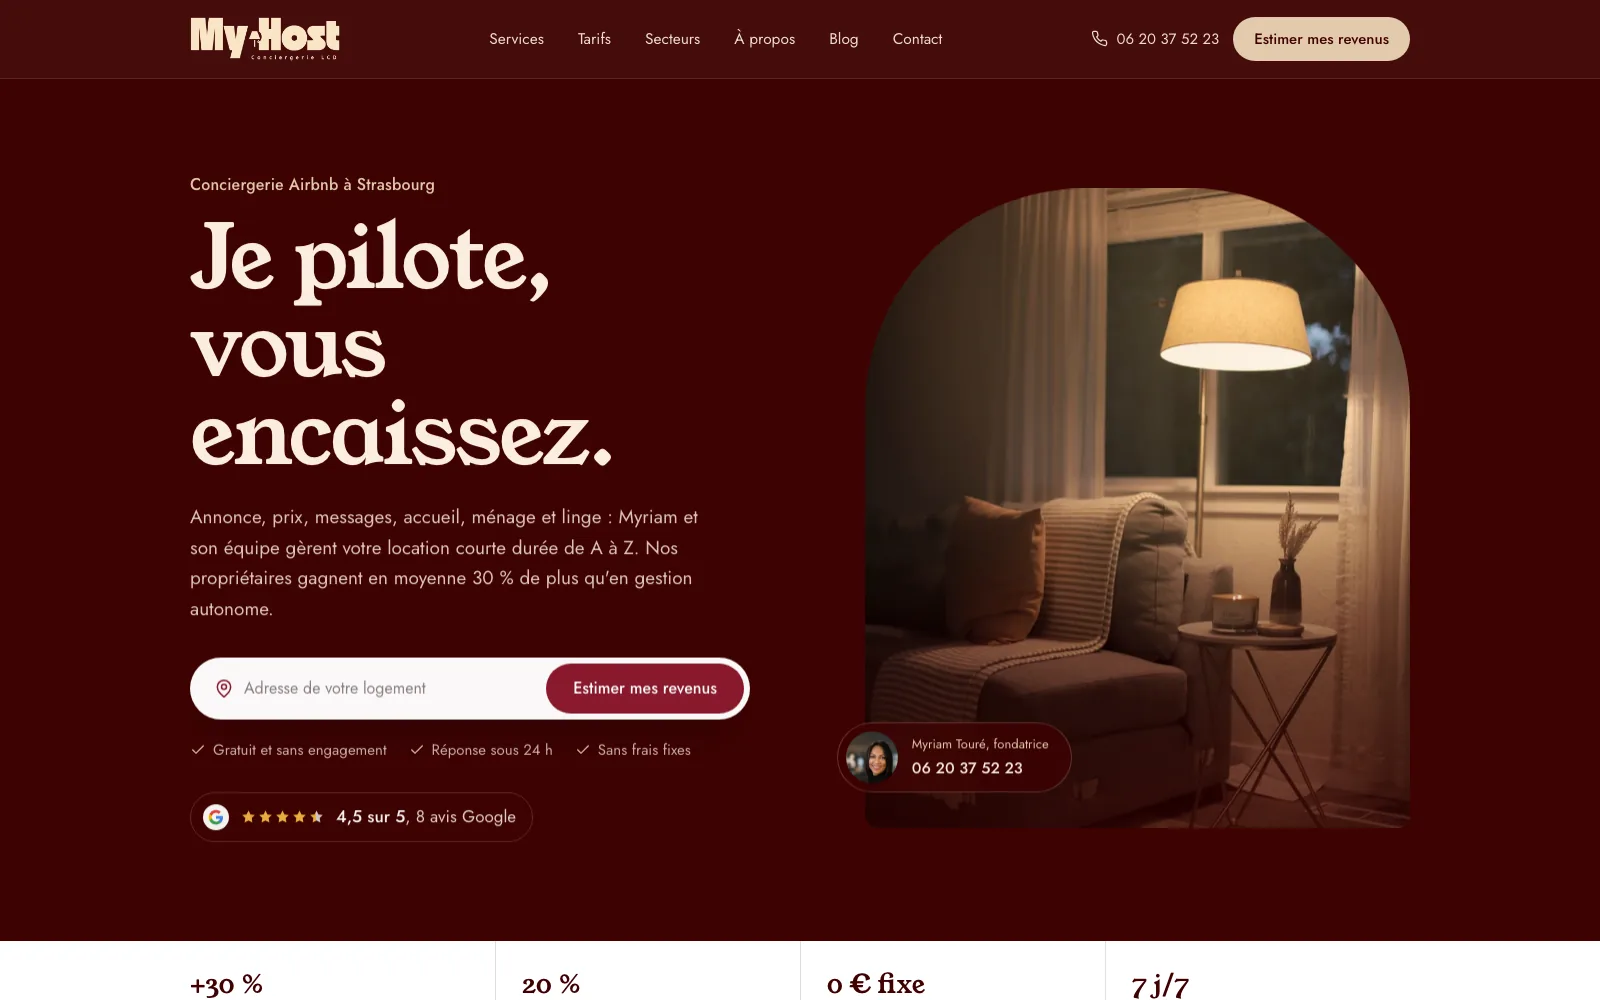 My Host
Conciergerie LCD
Services
Tarifs
Secteurs
À propos
Blog
Contact
06 20 37 52 23
Estimer mes revenus
Conciergerie Airbnb à Strasbourg
Je pilote,
vous
encaissez.
Annonce, prix, messages, accueil, ménage et linge : Myriam et
son équipe gèrent votre location courte durée de A à Z. Nos
propriétaires gagnent en moyenne 30 % de plus qu'en gestion
autonome.
Adresse de votre logement
Estimer mes revenus
Gratuit et sans engagement
Réponse sous 24 h
Sans frais fixes
4,5 sur 5, 8 avis Google
Myriam Touré, fondatrice
06 20 37 52 23
+30 %
20 %
0 € fixe
7 j/7